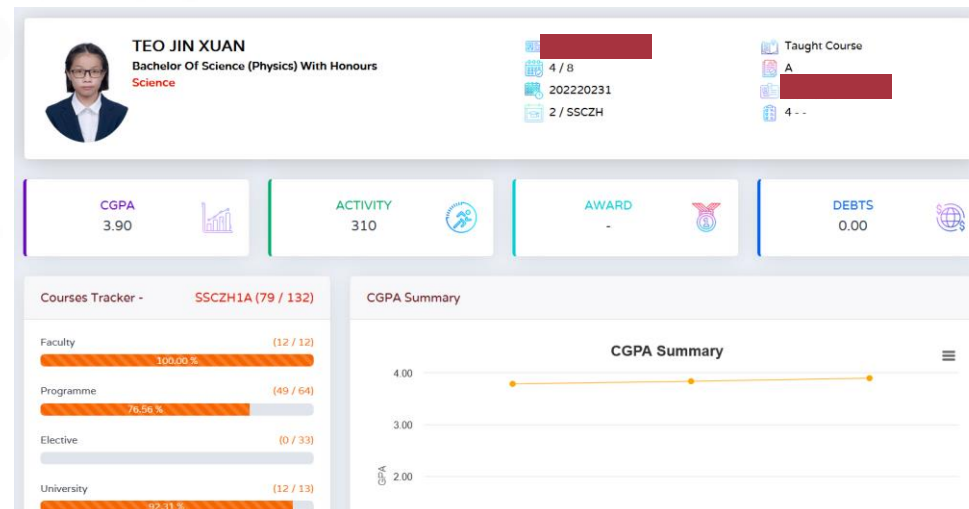 TEO JIN XUAN
Bachelor Of Science (Physics) With Honours
Science
4 / 8
202220231
2 / SSCZH
Taught Course
A
4 - -
CGPA
3.90
ACTIVITY
310
AWARD
-
DEBTS
0.00
Courses Tracker - SSCZH1A (79 / 132)
Faculty (12 / 12)
100.00 %
Programme (49 / 64)
76.56 %
Elective (0 / 33)
University (12 / 13)
92.31 %
CGPA Summary
CGPA Summary
4.00
3.00
2.00
GPA